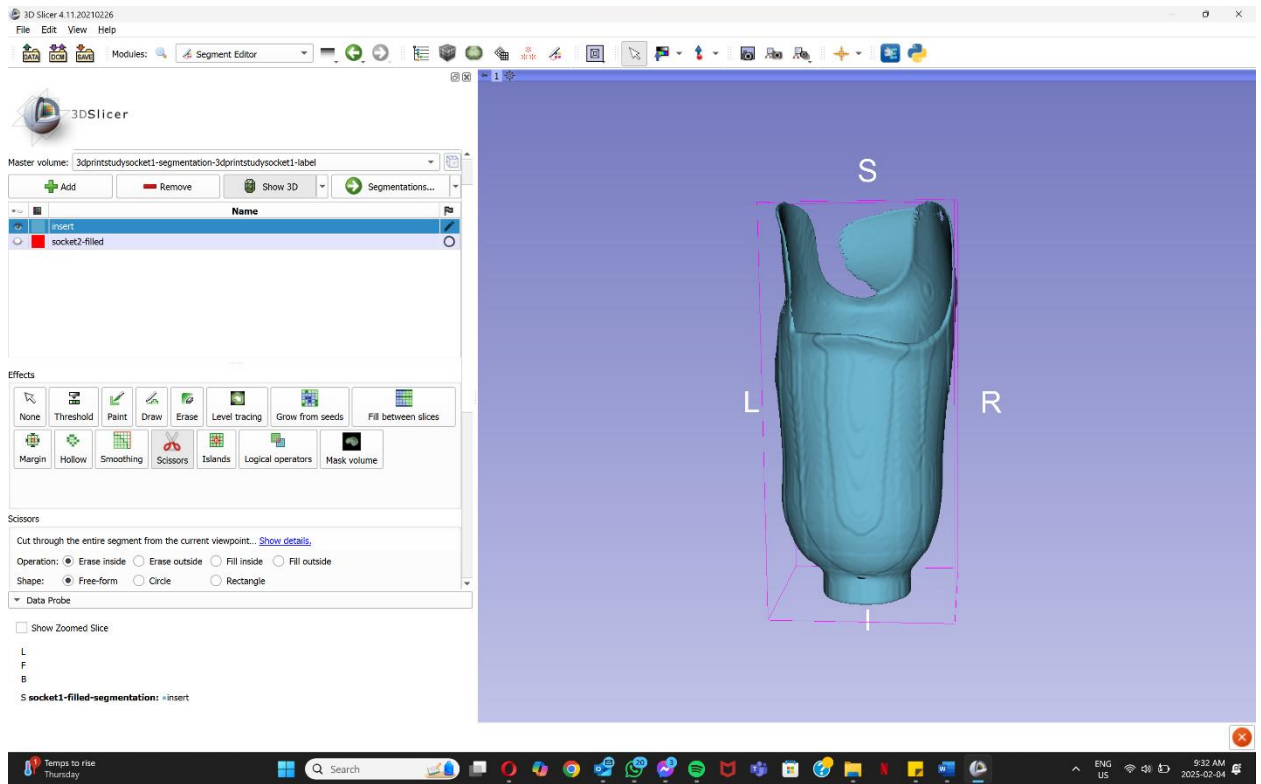 3D Slicer 4.11.20210226
File Edit View Help
DATA DCM SAVE Modules: Segment Editor
1
3DSlicer
Master volume: 3dprintstudysocket1-segmentation-3dprintstudysocket1-label
Add Remove Show 3D Segmentations...
Name
insert
socket2-filled
Effects
None Threshold Paint Draw Erase Level tracing Grow from seeds Fill between slices
Margin Hollow Smoothing Scissors Islands Logical operators Mask volume
Scissors
Cut through the entire segment from the current viewpoint... Show details.
Operation: Erase inside Erase outside Fill inside Fill outside
Shape: Free-form Circle Rectangle
Data Probe
Show Zoomed Slice
L
F
B
S socket1-filled-segmentation: insert
S
L R
I
Temps to rise
Thursday
Search
20
3
ENG
US
9:32 AM
2025-02-04